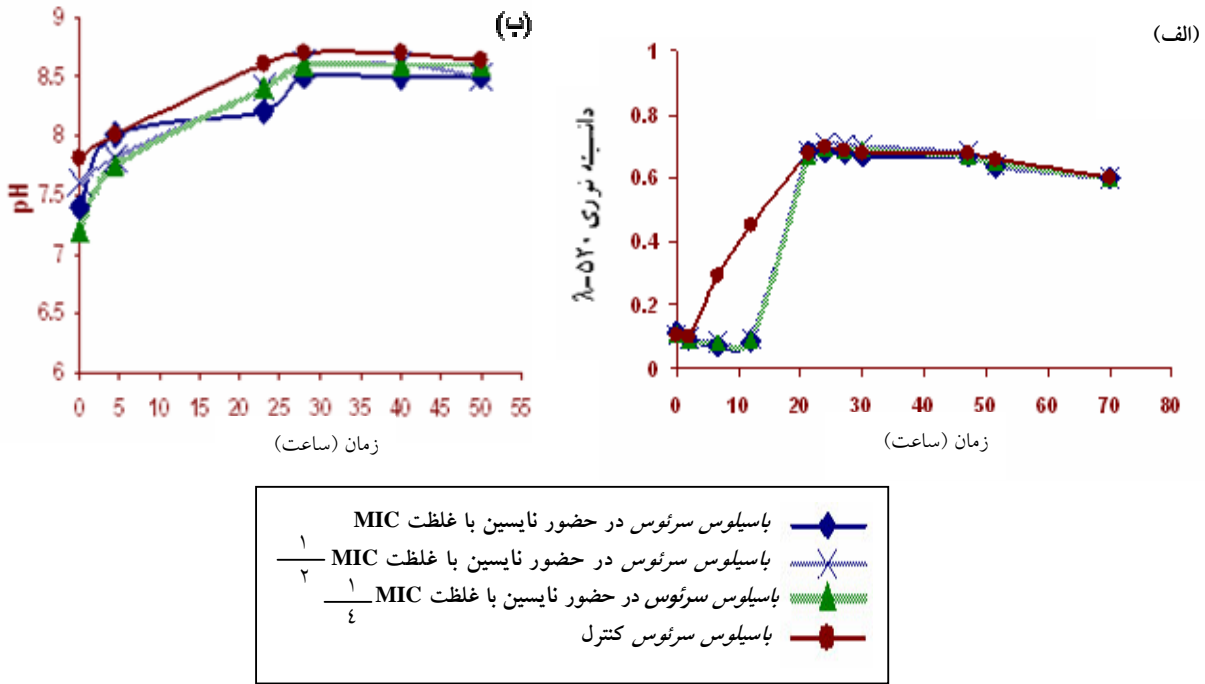 (الف)
1
0.8
0.6
0.4
0.2
0
دانسیته نوری ۵۲۰-λ
0 10 20 30 40 50 60 70 80
زمان (ساعت)
(ب)
9
8.5
8
7.5
7
6.5
6
pH
0 5 10 15 20 25 30 35 40 45 50 55
زمان (ساعت)
باسیلوس سرئوس در حضور نایسین با غلظت MIC
باسیلوس سرئوس در حضور نایسین با غلظت MIC ۱/۲
باسیلوس سرئوس در حضور نایسین با غلظت MIC ۱/٤
باسیلوس سرئوس کنترل